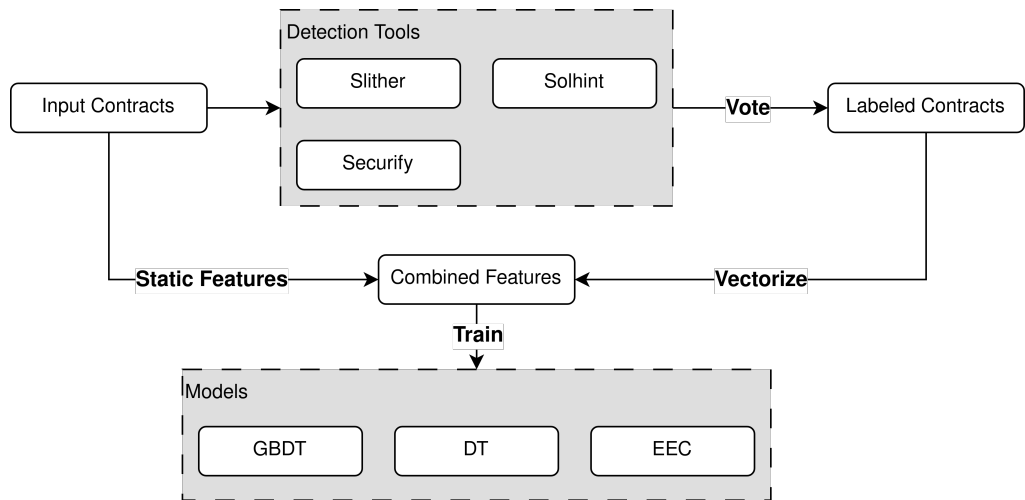 Detection Tools
Slither
Solhint
Input Contracts
Vote
Labeled Contracts
Securify
Static Features
Combined Features
Vectorize
Train
Models
GBDT
DT
EEC